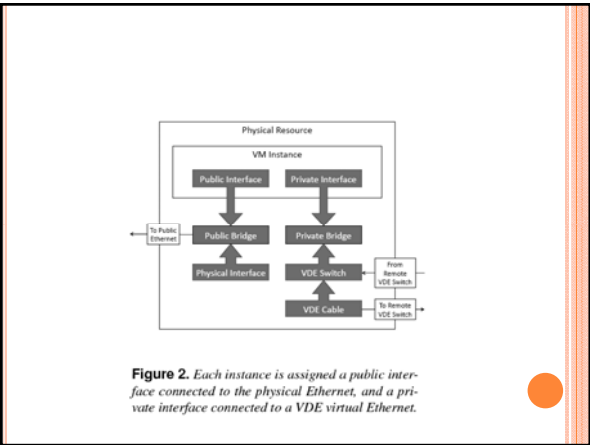 Physical Resource
VM Instance
Public Interface
Private Interface
To Public
Ethernet
Public Bridge
Private Bridge
Physical Interface
VDE Switch
From
Remote
VDE Switch
VDE Cable
To Remote
VDE Switch
Figure 2. Each instance is assigned a public inter-
face connected to the physical Ethernet, and a pri-
vate interface connected to a VDE virtual Ethernet.